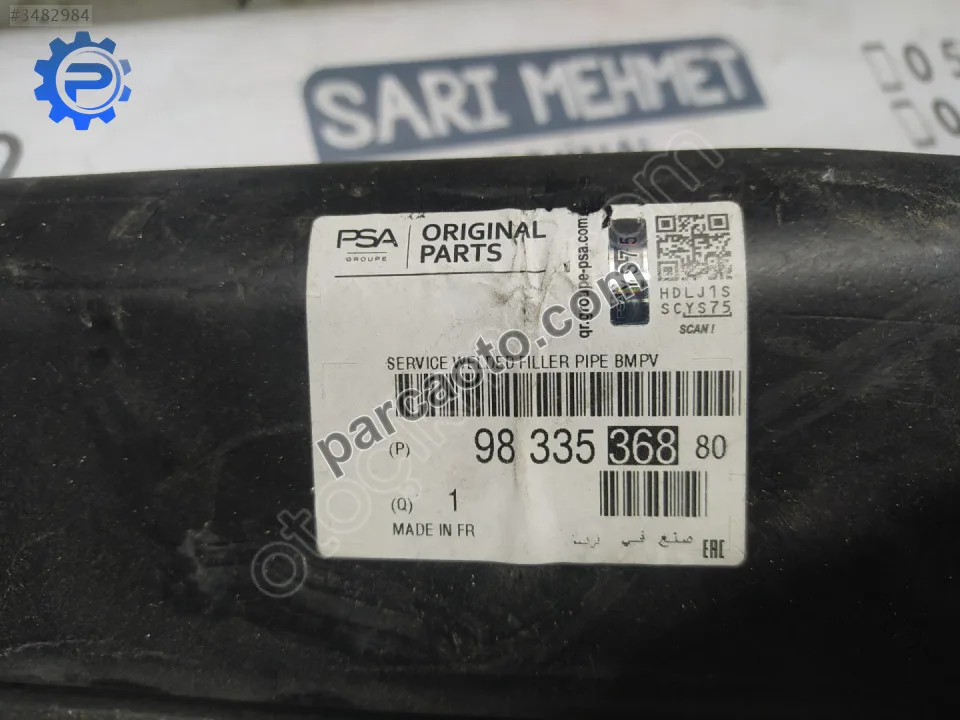 #3482984
SARI MEHMET
PSA
GROUPE
ORIGINAL
PARTS
qr.groupe-psa.com
HDLJ1S
SCYS75
SCAN!
SERVICE WELDED FILLER PIPE BMPV
parcaoto.com
(P) 98 335 368 80
(Q) 1
MADE IN FR
صنع في
EAC